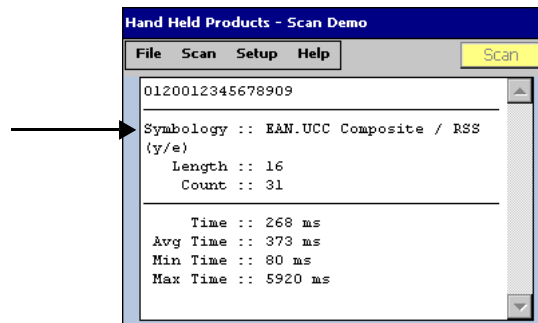 Hand Held Products - Scan Demo
File Scan Setup Help Scan
0120012345678909
Symbology :: EAN.UCC Composite / RSS
(y/e)
Length :: 16
Count :: 31
Time :: 268 ms
Avg Time :: 373 ms
Min Time :: 80 ms
Max Time :: 5920 ms